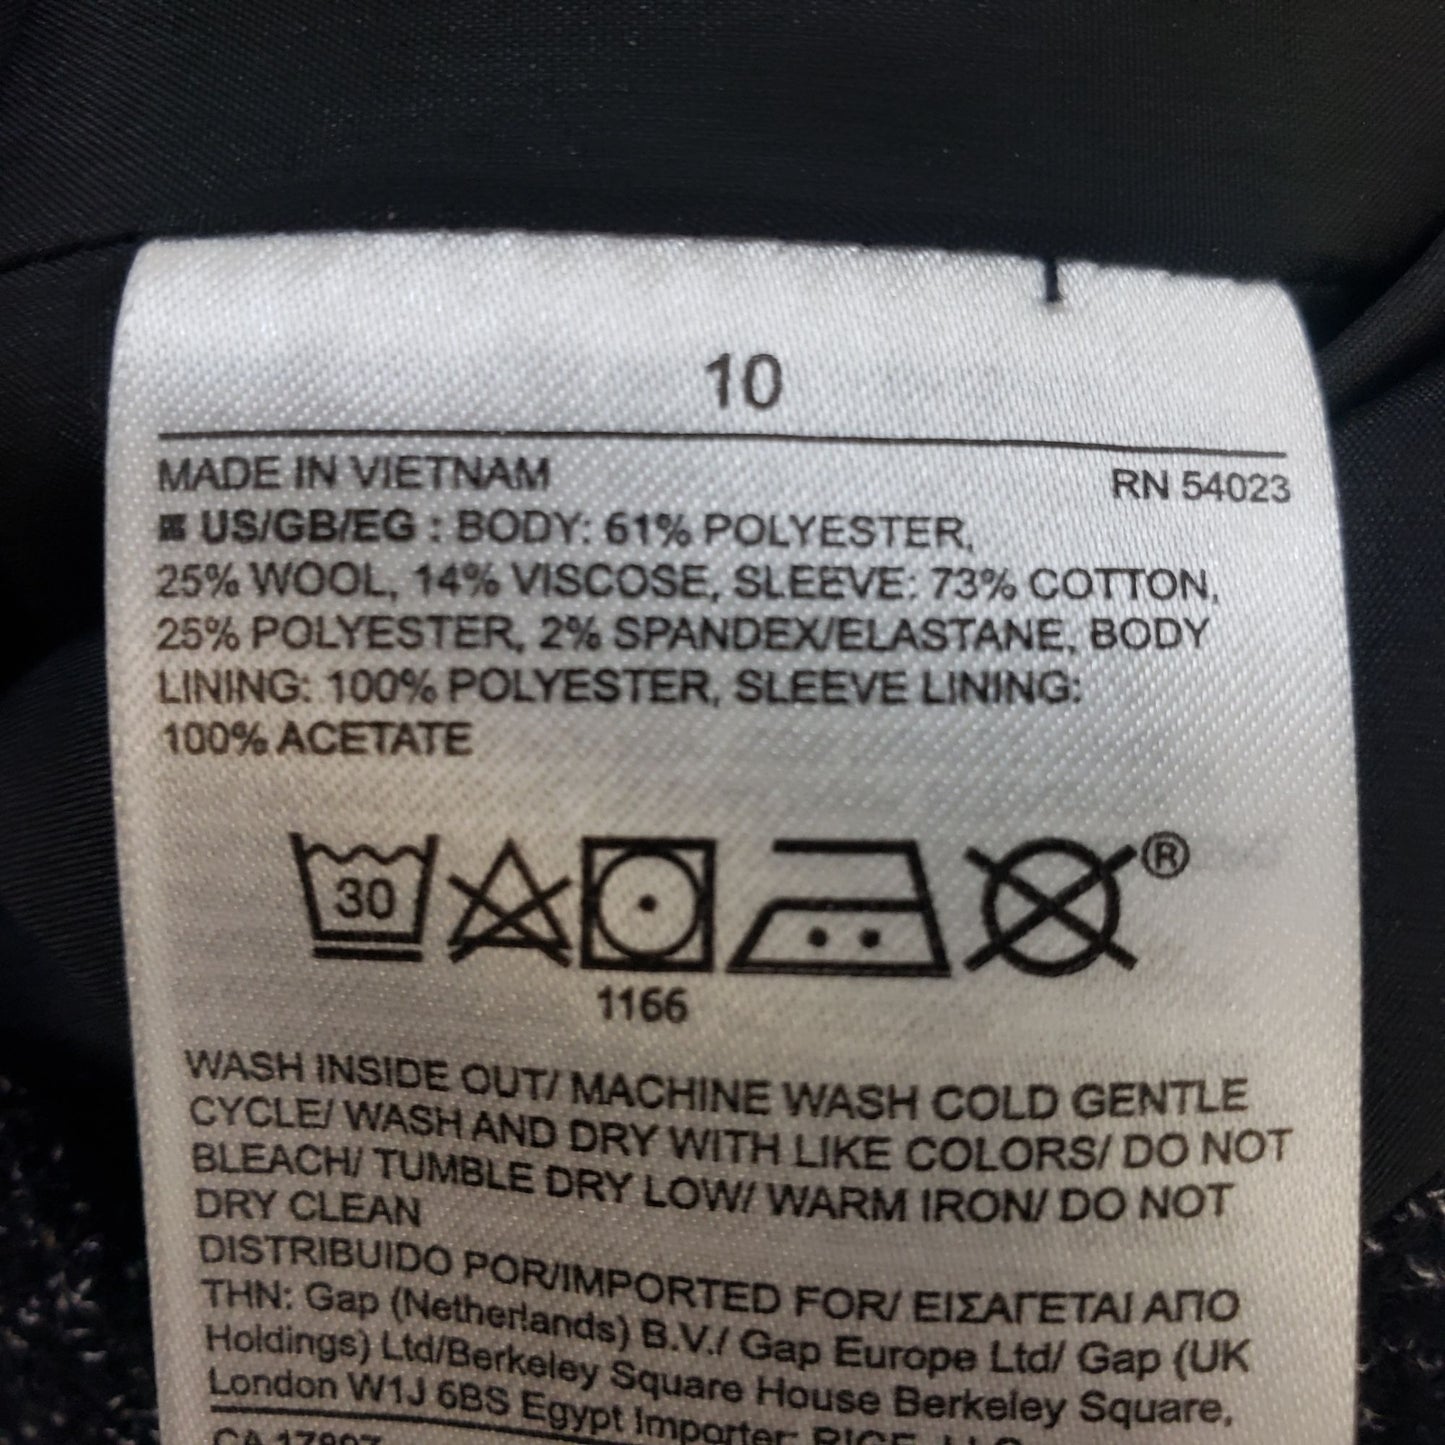 10
MADE IN VIETNAM RN 54023
US/GB/EG : BODY: 61% POLYESTER,
25% WOOL, 14% VISCOSE, SLEEVE: 73% COTTON,
25% POLYESTER, 2% SPANDEX/ELASTANE, BODY
LINING: 100% POLYESTER, SLEEVE LINING:
100% ACETATE
30 ®
1166
WASH INSIDE OUT/ MACHINE WASH COLD GENTLE
CYCLE/ WASH AND DRY WITH LIKE COLORS/ DO NOT
BLEACH/ TUMBLE DRY LOW/ WARM IRON/ DO NOT
DRY CLEAN
DISTRIBUIDO POR/IMPORTED FOR/ ΕΙΣΑΓΕΤΑΙ ΑΠΟ
THN: Gap (Netherlands) B.V./ Gap Europe Ltd/ Gap (UK
Holdings) Ltd/Berkeley Square House Berkeley Square,
London W1J 6BS Egypt Importer: RICE, LLC
CA 17897